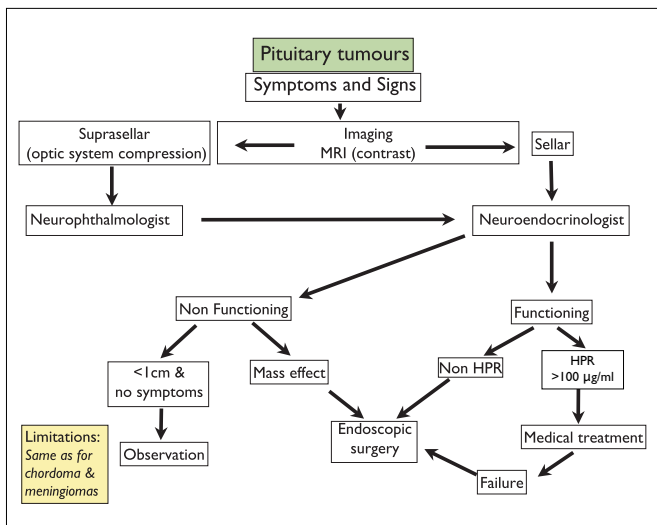 Pituitary tumours
Symptoms and Signs
Suprasellar
(optic system compression)
Imaging
MRI (contrast)
Sellar
Neurophthalmologist
Neuroendocrinologist
Non Functioning
Functioning
<1cm &
no symptoms
Mass effect
Non HPR
HPR
>100 μg/ml
Observation
Endoscopic
surgery
Medical treatment
Failure
Limitations:
Same as for
chordoma &
meningiomas